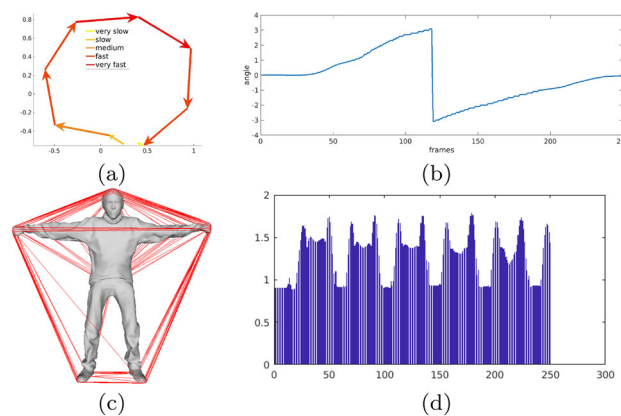 0.8
0.6
0.4
0.2
0
-0.2
-0.4
very slow
slow
medium
fast
very fast
-0.5 0 0.5 1
(a)
4
3
2
1
0
-1
-2
-3
-4
angle
0 50 100 150 200 250
frames
(b)
(c)
2
1.5
1
0.5
0
0 50 100 150 200 250 300
(d)